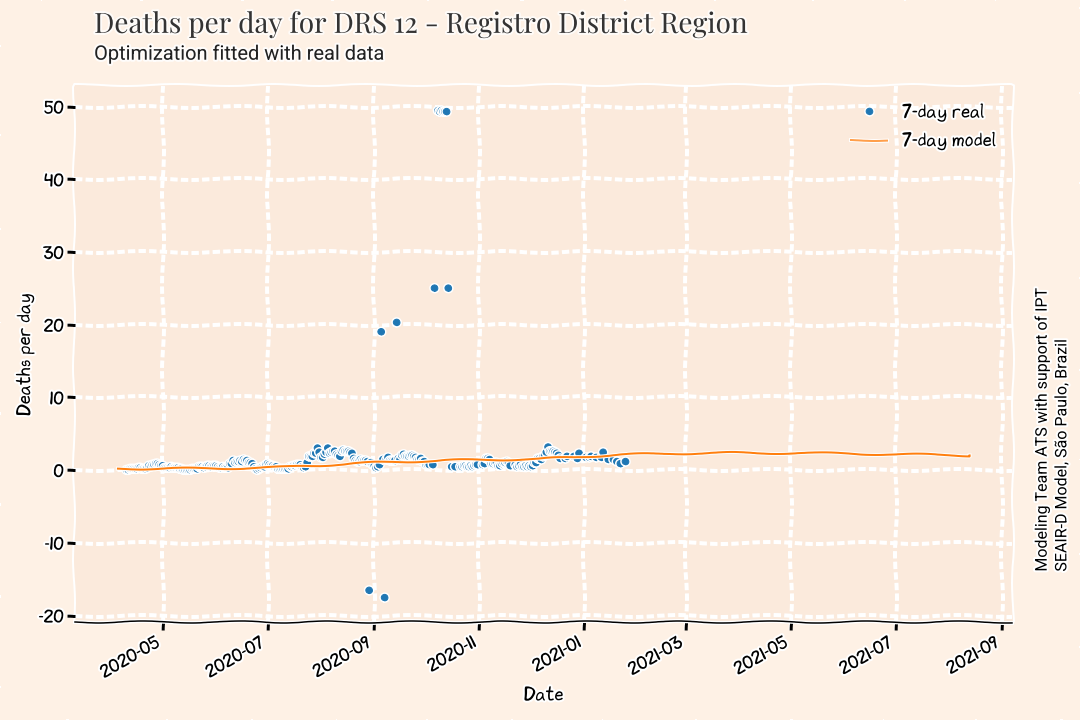 Deaths per day for DRS 12 - Registro District Region
Optimization fitted with real data
7-day real
7-day model
50
40
30
20
10
0
-10
-20
Deaths per day
2020-05
2020-07
2020-09
2020-11
2021-01
2021-03
2021-05
2021-07
2021-09
Date
Modeling Team ATS with support of IPT
SEAIR-D Model, São Paulo, Brazil